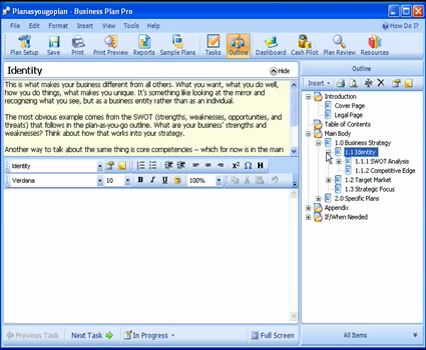 Planasyougoplan - Business Plan Pro
File Edit Format Insert View Tools Help
How Do I?
Plan Setup Save Print Print Preview Reports Sample Plans Tasks Outline Dashboard Cash Pilot Plan Review Resources
Identity
Hide
This is what makes your business different from all others. What you want, what you do well,
how you do things, what makes you unique. It's something like looking at the mirror and
recognizing what you see, but as a business entity rather than as an individual.
The most obvious example comes from the SWOT (strengths, weaknesses, opportunities, and
threats) that follows in the plan-as-you-go outline. What are your business' strengths and
weaknesses? Think about how that works into your strategy.
Another way to talk about the same thing is core competencies -- which for now is in the main
Identity
x² Ω H
Verdana 10 B I U 100%
Previous Task Next Task In Progress Full Screen
Outline
Insert
Introduction
Cover Page
Legal Page
Table of Contents
Main Body
1.0 Business Strategy
1.1 Identity
1.1.1 SWOT Analysis
1.1.2 Competitive Edge
1.2 Target Market
1.3 Strategic Focus
2.0 Specific Plans
Appendix
If/When Needed
All Items